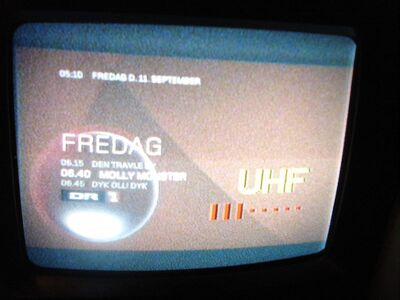 05:10 FREDAG D. 11. SEPTEMBER
FREDAG
06.15 DEN TRAVLE BY
06.40 MOLLY MONSTER
06.45 DYK OLLI DYK
DR 1
UHF